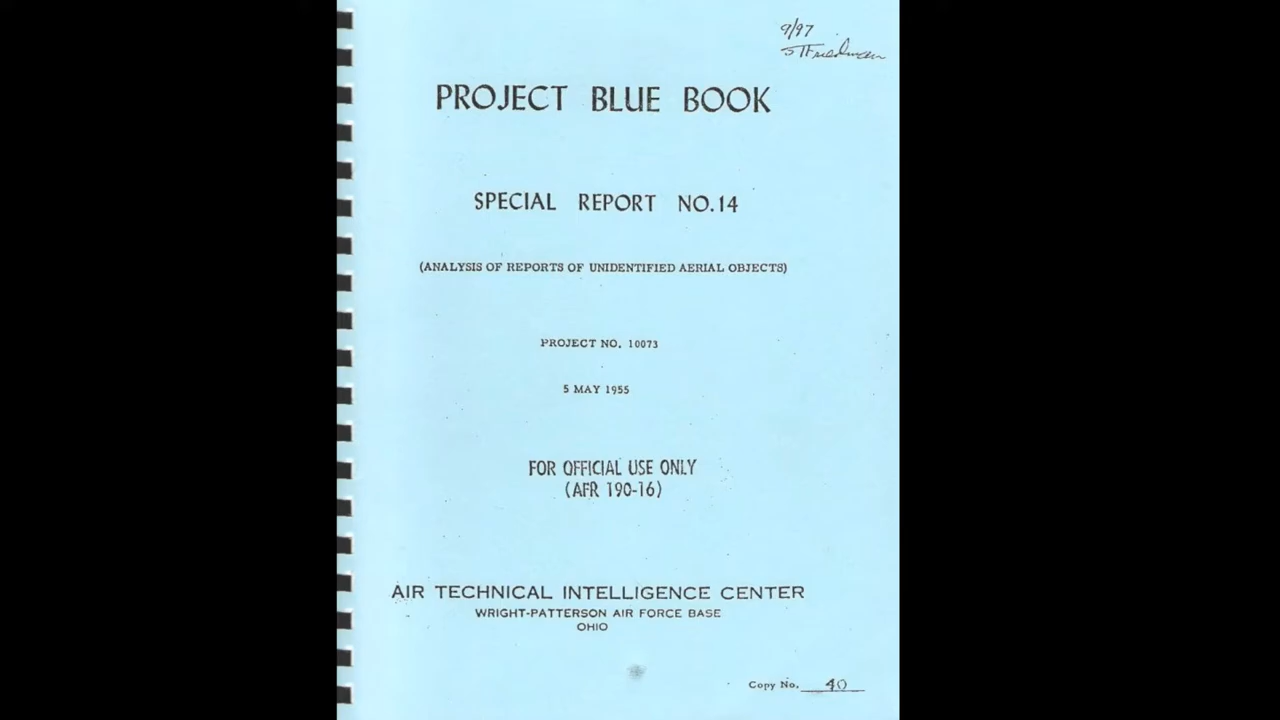 9/97
STFriedman
PROJECT BLUE BOOK
SPECIAL REPORT NO.14
(ANALYSIS OF REPORTS OF UNIDENTIFIED AERIAL OBJECTS)
PROJECT NO. 10073
5 MAY 1955
FOR OFFICIAL USE ONLY
(AFR 190-16)
AIR TECHNICAL INTELLIGENCE CENTER
WRIGHT-PATTERSON AIR FORCE BASE
OHIO
Copy No. 40